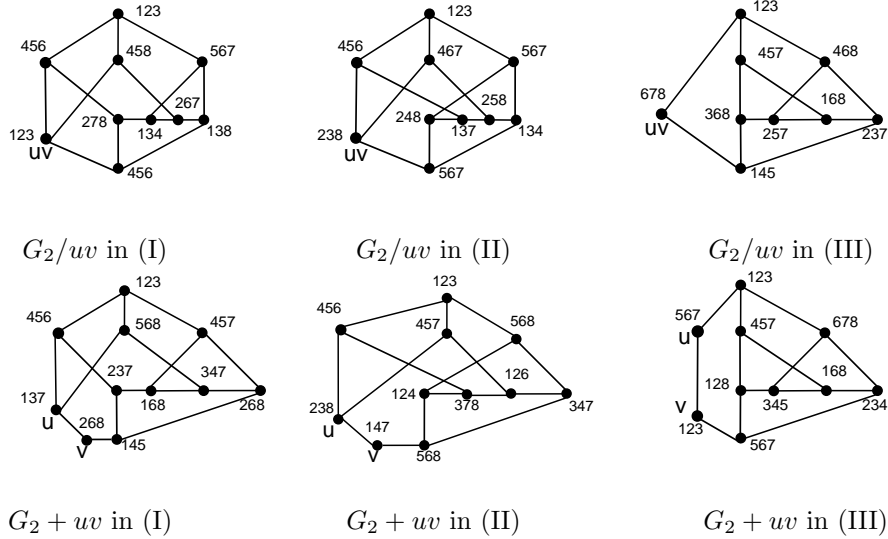 123 123 123
456 458 567 456 467 567 457 468
678
267 258 168
278 134 138 248 137 134 368 257 237
123 238 uv
uv uv
456 567 145
G₂/uv in (I) G₂/uv in (II) G₂/uv in (III)
123 123 123
456 568 457 456 457 568 567 457 678
u
237 347 126 168
137 168 268 124 378 347 128 345 234
u 268 238 147 v
v 145 u v 568 123 567
G₂ + uv in (I) G₂ + uv in (II) G₂ + uv in (III)